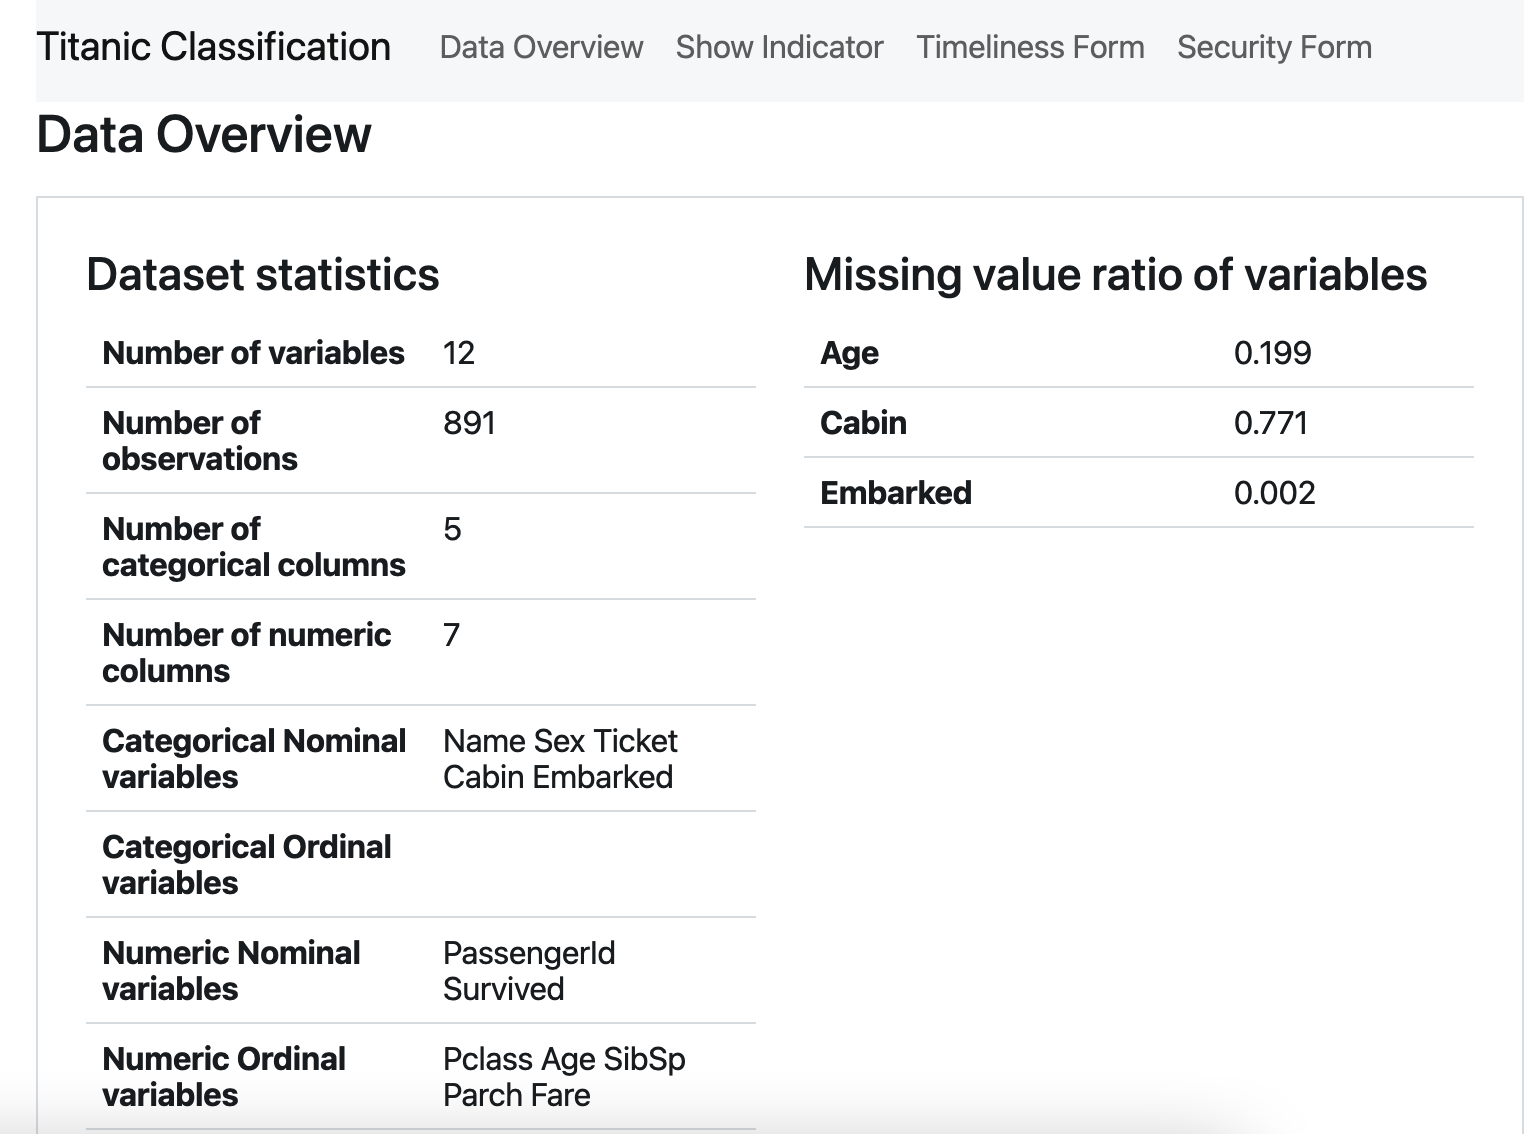 Titanic Classification Data Overview Show Indicator Timeliness Form Security Form
Data Overview
Dataset statistics
Number of variables 12
Number of 891
observations
Number of 5
categorical columns
Number of numeric 7
columns
Categorical Nominal Name Sex Ticket
variables Cabin Embarked
Categorical Ordinal
variables
Numeric Nominal PassengerId
variables Survived
Numeric Ordinal Pclass Age SibSp
variables Parch Fare
Missing value ratio of variables
Age 0.199
Cabin 0.771
Embarked 0.002